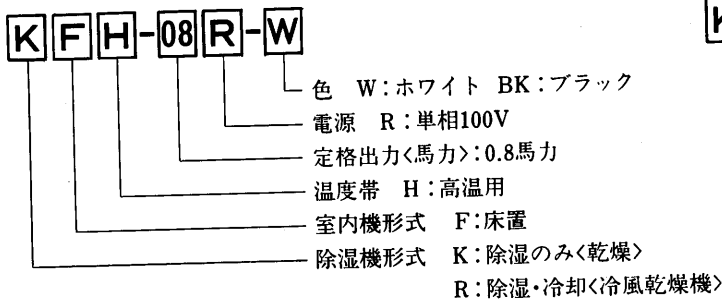 KFH-08R-W
色 W:ホワイト BK:ブラック
電源 R:単相100V
定格出力<馬力>:0.8馬力
温度帯 H:高温用
室内機形式 F:床置
除湿機形式 K:除湿のみ<乾燥>
R:除湿・冷却<冷風乾燥機>